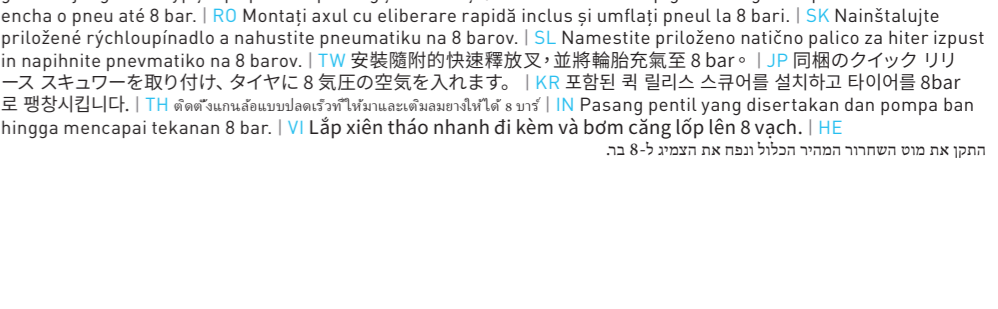 encha o pneu até 8 bar. | RO Montați axul cu eliberare rapidă inclus și umflați pneul la 8 bari. | SK Nainštalujte
priložené rýchloupínadlo a nahustite pneumatiku na 8 barov. | SL Namestite priloženo natično palico za hiter izpust
in napihnite pnevmatiko na 8 barov. | TW 安裝隨附的快速釋放叉，並將輪胎充氣至 8 bar。 | JP 同梱のクイック リリ
ース スキュワーを取り付け、タイヤに 8 気圧の空気を入れます。 | KR 포함된 퀵 릴리스 스큐어를 설치하고 타이어를 8bar
로 팽창시킵니다. | TH ติดตั้งแกนล้อแบบปลดเร็วที่ให้มาและเติมลมยางให้ได้ 8 บาร์ | IN Pasang pentil yang disertakan dan pompa ban
hingga mencapai tekanan 8 bar. | VI Lắp xiên tháo nhanh đi kèm và bơm căng lốp lên 8 vạch. | HE
התקן את מוט השחרור המהיר הכלול ונפח את הצמיג ל-8 בר.